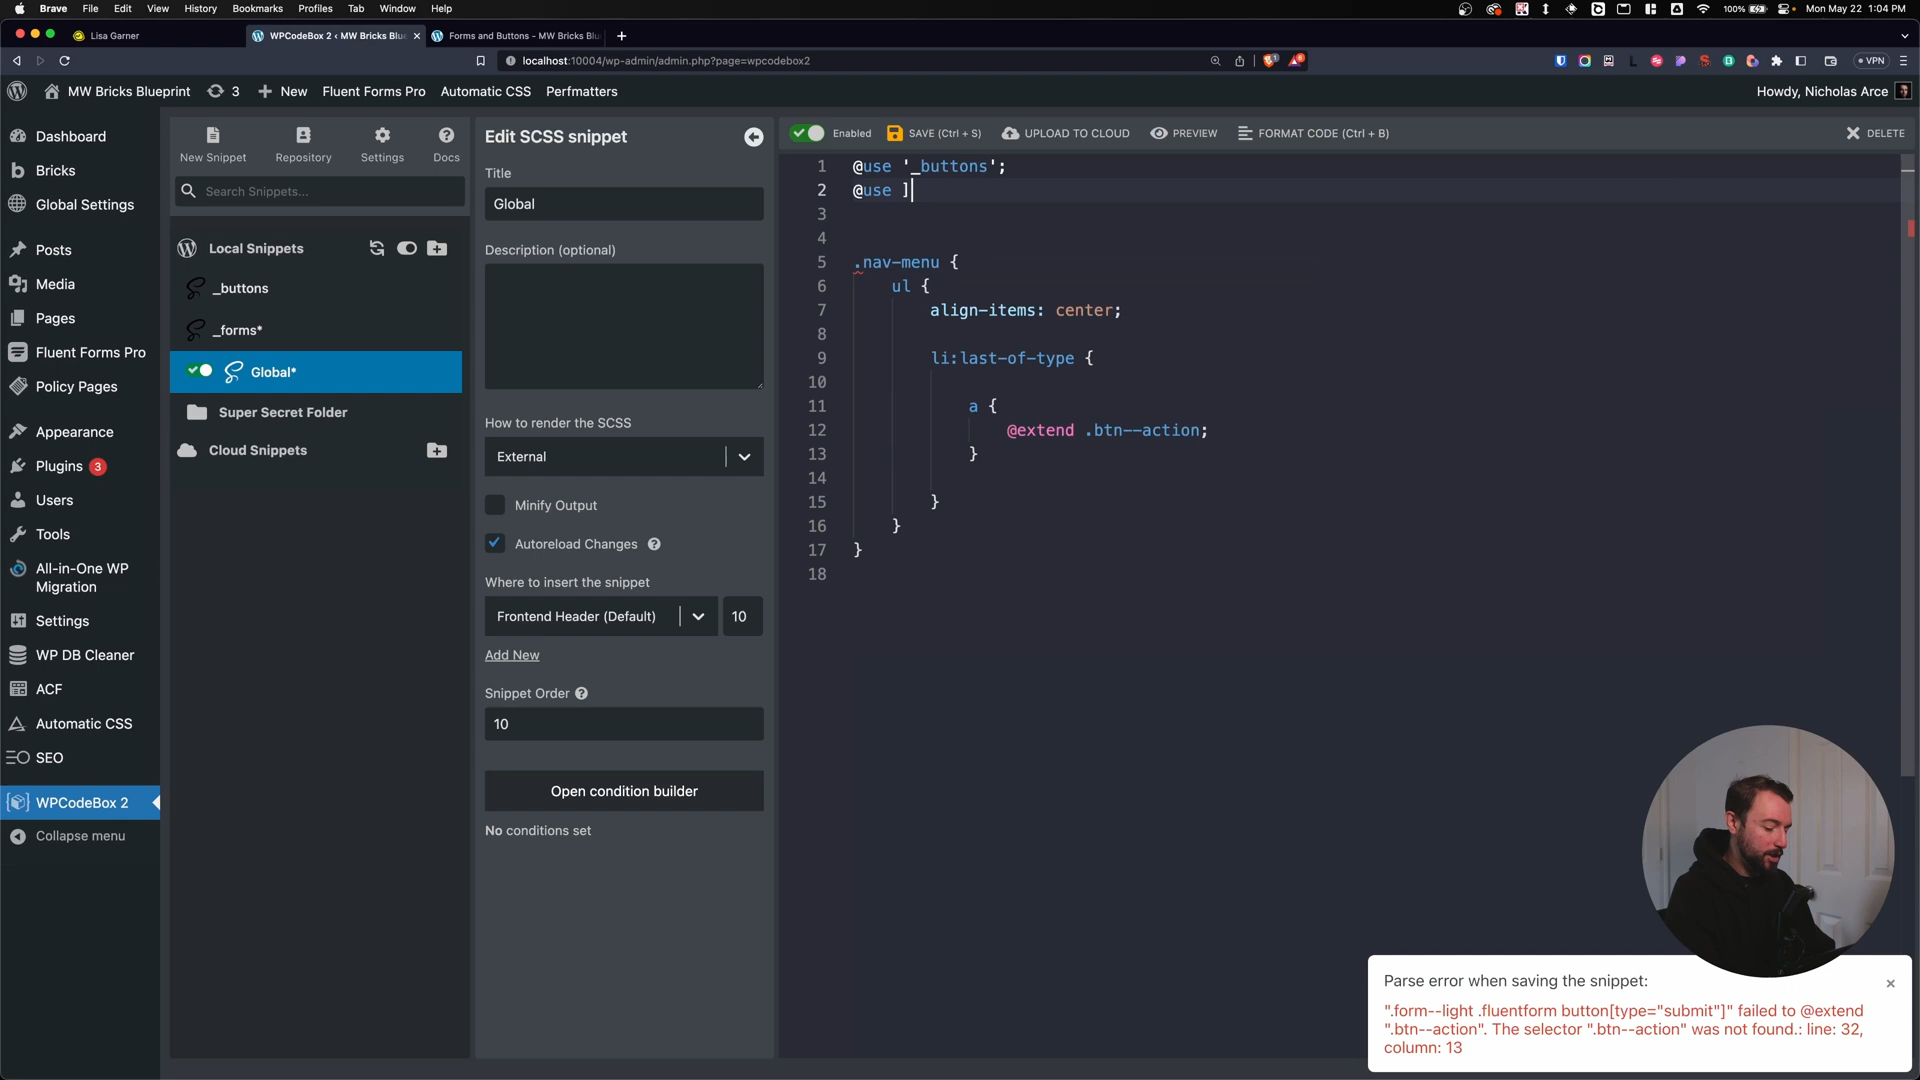 Brave File Edit View History Bookmarks Profiles Tab Window Help
100% Mon May 22 1:04 PM
Lisa Garner
WPCodeBox 2 ‹ MW Bricks Blue
Forms and Buttons - MW Bricks Blu
localhost:10004/wp-admin/admin.php?page=wpcodebox2
VPN
MW Bricks Blueprint 3 New Fluent Forms Pro Automatic CSS Perfmatters
Howdy, Nicholas Arce
Dashboard
Bricks
Global Settings
Posts
Media
Pages
Fluent Forms Pro
Policy Pages
Appearance
Plugins 3
Users
Tools
All-in-One WP
Migration
Settings
WP DB Cleaner
ACF
Automatic CSS
SEO
WPCodeBox 2
Collapse menu
New Snippet Repository Settings Docs
Search Snippets...
Local Snippets
_buttons
_forms*
Global*
Super Secret Folder
Cloud Snippets
Edit SCSS snippet
Title
Global
Description (optional)
How to render the SCSS
External
Minify Output
Autoreload Changes
Where to insert the snippet
Frontend Header (Default) 10
Add New
Snippet Order
10
Open condition builder
No conditions set
Enabled SAVE (Ctrl + S) UPLOAD TO CLOUD PREVIEW FORMAT CODE (Ctrl + B) DELETE
1 @use '_buttons';
2 @use ]
3
4
5 .nav-menu {
6 ul {
7 align-items: center;
8
9 li:last-of-type {
10
11 a {
12 @extend .btn--action;
13 }
14
15 }
16 }
17 }
18
Parse error when saving the snippet:
".form--light .fluentform button[type="submit"]" failed to @extend
".btn--action". The selector ".btn--action" was not found.: line: 32,
column: 13